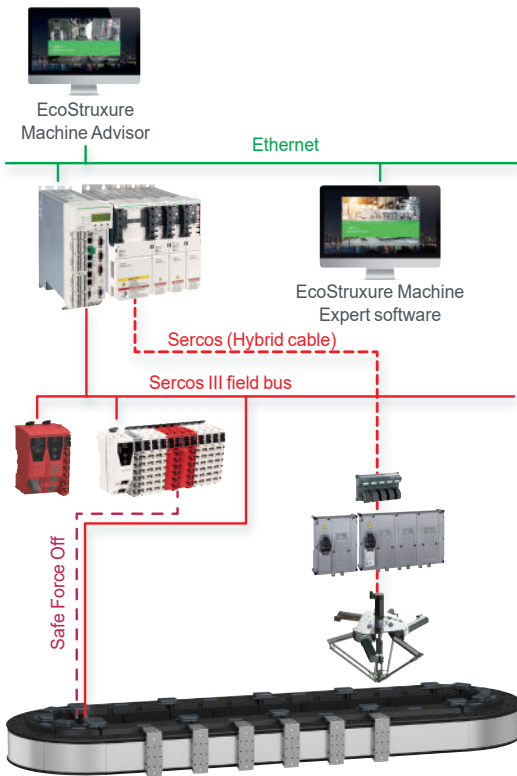 EcoStruxure
Machine Advisor
Ethernet
EcoStruxure Machine
Expert software
Sercos (Hybrid cable)
Sercos III field bus
Safe Force Off